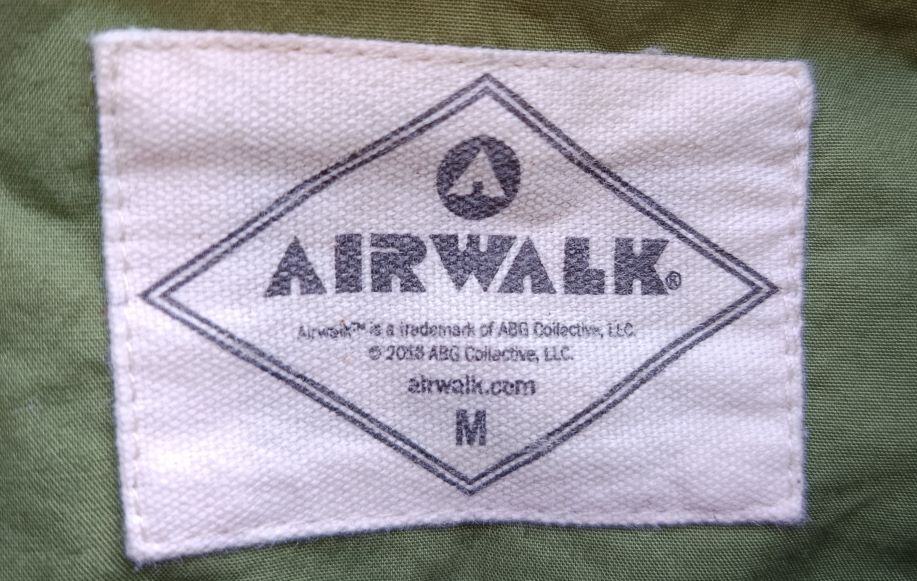 AIRWALK®
Airwalk™ is a trademark of ABG Collective, LLC.
© 2018 ABG Collective, LLC.
airwalk.com
M